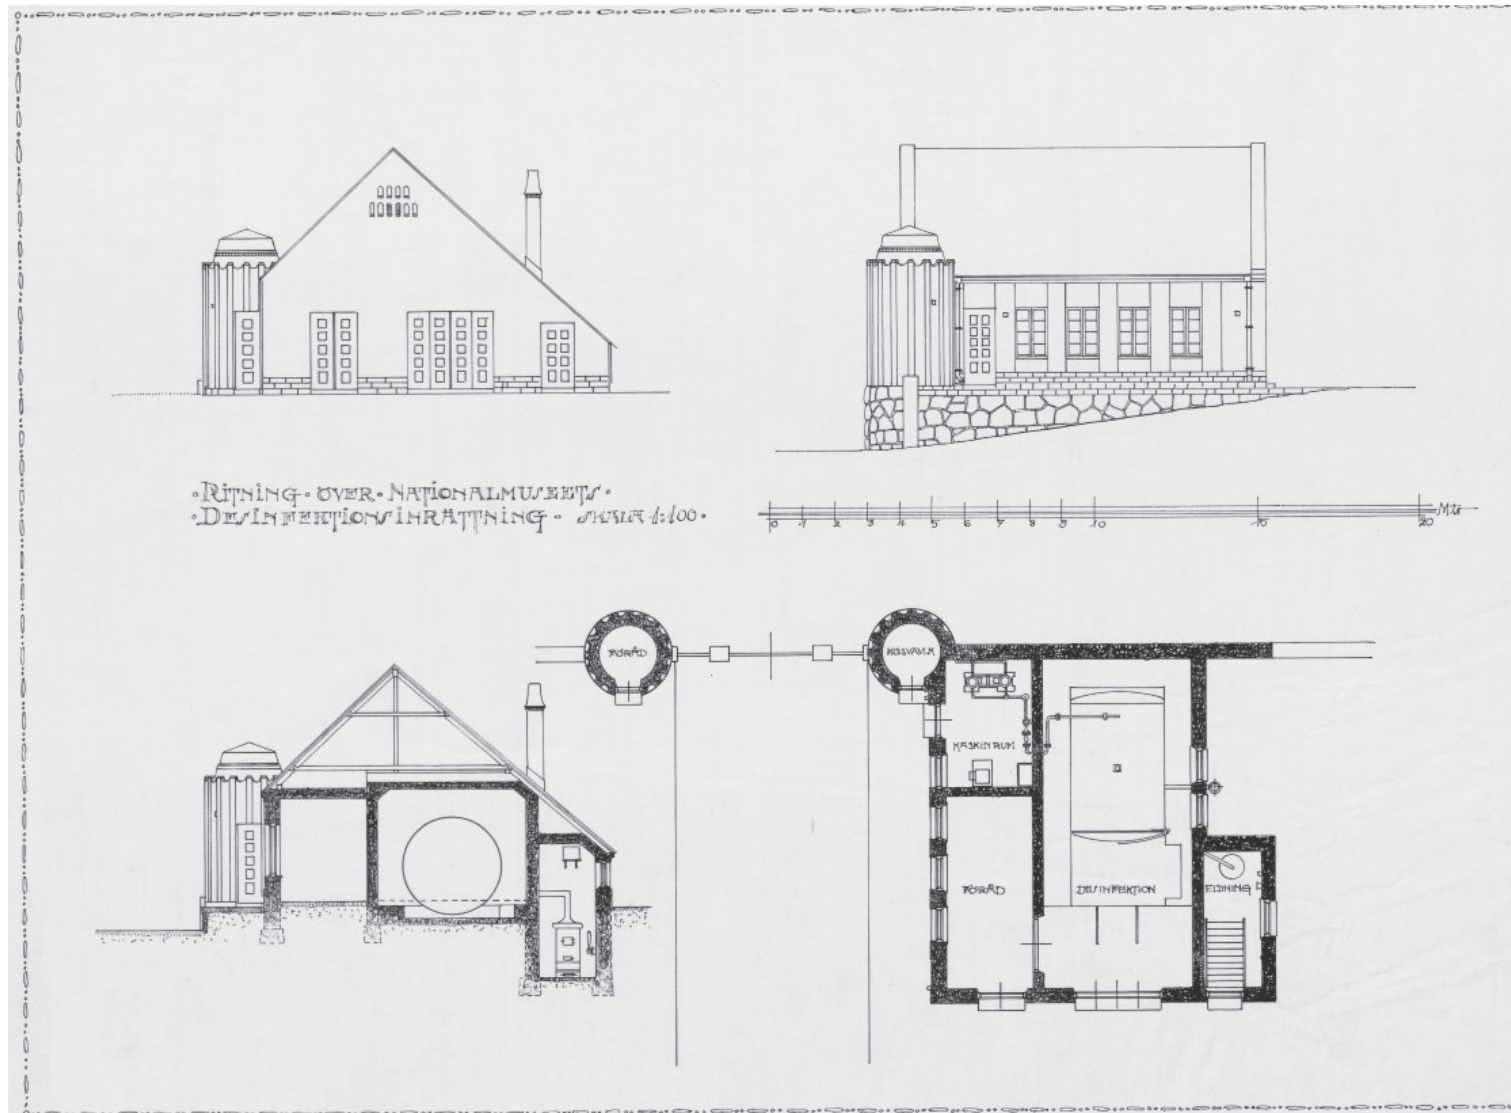 ·RITNING·ÖVER·NATIONALMUSEETS·
·DESINFEKTIONSINRÄTTNING· SKALA 1:100·
0 1 2 3 4 5 6 7 8 9 10 15 20
FÖRÅD
MASKINRUM
FÖRÅD
DESINFEKTION
ELDNING